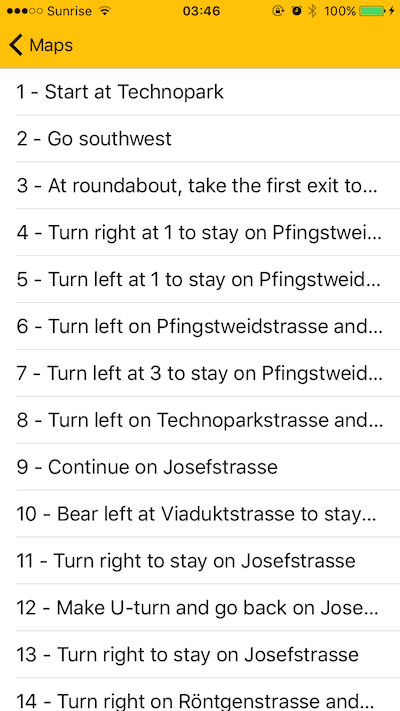 Sunrise 03:46 100%
Maps
1 - Start at Technopark
2 - Go southwest
3 - At roundabout, take the first exit to...
4 - Turn right at 1 to stay on Pfingstwei...
5 - Turn left at 1 to stay on Pfingstweid...
6 - Turn left on Pfingstweidstrasse and...
7 - Turn left at 3 to stay on Pfingstweid...
8 - Turn left on Technoparkstrasse and...
9 - Continue on Josefstrasse
10 - Bear left at Viaduktstrasse to stay...
11 - Turn right to stay on Josefstrasse
12 - Make U-turn and go back on Jose...
13 - Turn right to stay on Josefstrasse
14 - Turn right on Röntgenstrasse and...